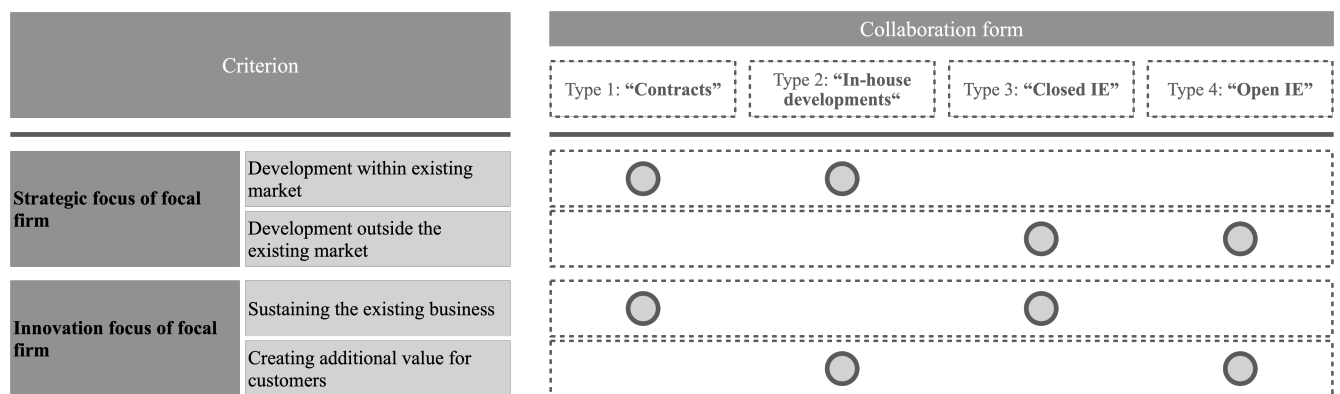 Criterion
Collaboration form
Type 1: “Contracts”
Type 2: “In-house
developments“
Type 3: “Closed IE”
Type 4: “Open IE”
Strategic focus of focal
firm
Development within existing
market
Development outside the
existing market
Innovation focus of focal
firm
Sustaining the existing business
Creating additional value for
customers